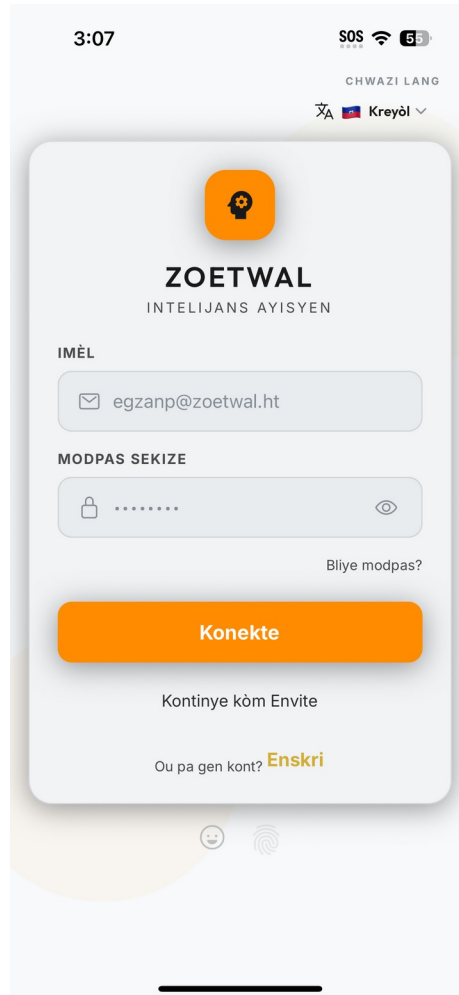 3:07
SOS
55
CHWAZI LANG
Kreyòl
ZOETWAL
INTELIJANS AYISYEN
IMÈL
egzanp@zoetwal.ht
MODPAS SEKIZE
Bliye modpas?
Konekte
Kontinye kòm Envite
Ou pa gen kont? Enskri